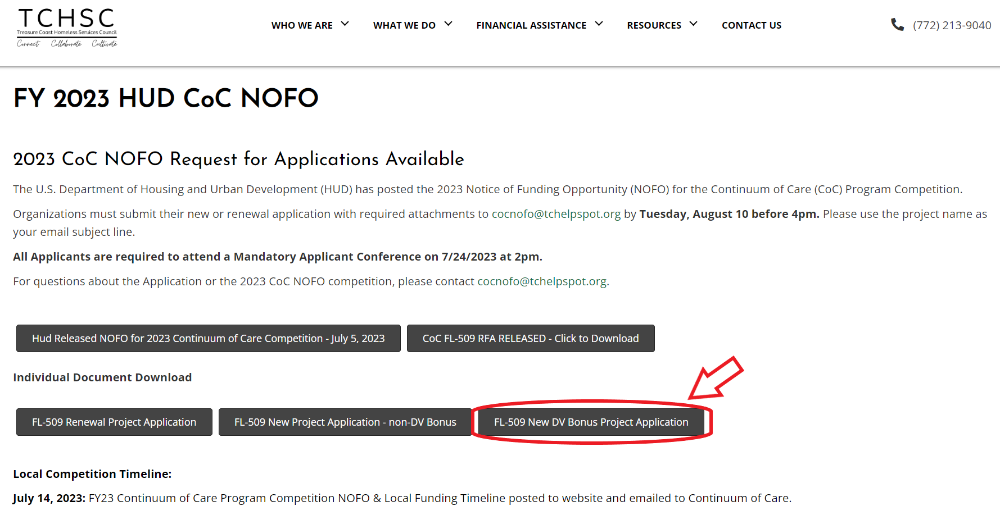 TCHSC
Treasure Coast Homeless Services Council
Connect Collaborate Cultivate
WHO WE ARE
WHAT WE DO
FINANCIAL ASSISTANCE
RESOURCES
CONTACT US
(772) 213-9040
FY 2023 HUD CoC NOFO
2023 CoC NOFO Request for Applications Available
The U.S. Department of Housing and Urban Development (HUD) has posted the 2023 Notice of Funding Opportunity (NOFO) for the Continuum of Care (CoC) Program Competition.
Organizations must submit their new or renewal application with required attachments to cocnofo@tchelpspot.org by Tuesday, August 10 before 4pm. Please use the project name as
your email subject line.
All Applicants are required to attend a Mandatory Applicant Conference on 7/24/2023 at 2pm.
For questions about the Application or the 2023 CoC NOFO competition, please contact cocnofo@tchelpspot.org.
Hud Released NOFO for 2023 Continuum of Care Competition - July 5, 2023
CoC FL-509 RFA RELEASED - Click to Download
Individual Document Download
FL-509 Renewal Project Application
FL-509 New Project Application - non-DV Bonus
FL-509 New DV Bonus Project Application
Local Competition Timeline:
July 14, 2023: FY23 Continuum of Care Program Competition NOFO & Local Funding Timeline posted to website and emailed to Continuum of Care.